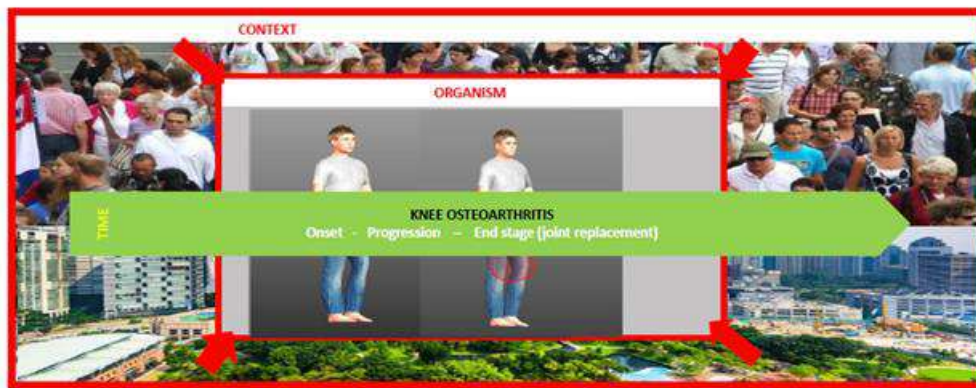 CONTEXT
ORGANISM
TIME
KNEE OSTEOARTHRITIS
Onset - Progression – End stage (joint replacement)